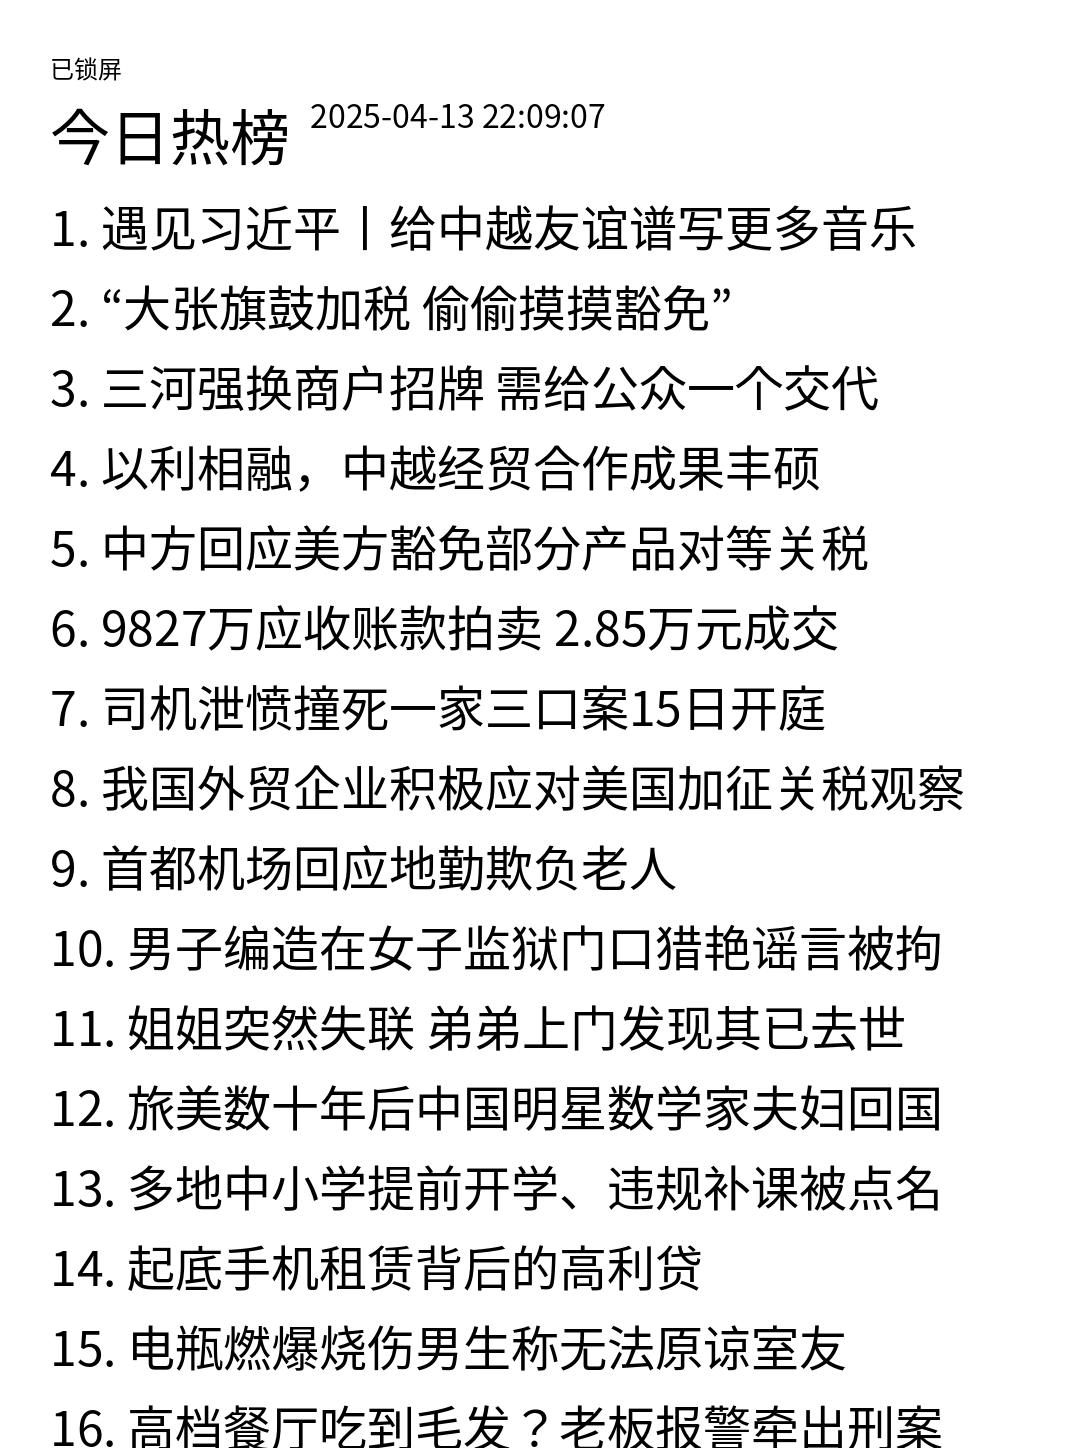 已锁屏
今日热榜 2025-04-13 22:09:07
1. 遇见习近平丨给中越友谊谱写更多音乐
2. “大张旗鼓加税 偷偷摸摸豁免”
3. 三河强换商户招牌 需给公众一个交代
4. 以利相融，中越经贸合作成果丰硕
5. 中方回应美方豁免部分产品对等关税
6. 9827万应收账款拍卖 2.85万元成交
7. 司机泄愤撞死一家三口案15日开庭
8. 我国外贸企业积极应对美国加征关税观察
9. 首都机场回应地勤欺负老人
10. 男子编造在女子监狱门口猎艳谣言被拘
11. 姐姐突然失联 弟弟上门发现其已去世
12. 旅美数十年后中国明星数学家夫妇回国
13. 多地中小学提前开学、违规补课被点名
14. 起底手机租赁背后的高利贷
15. 电瓶燃爆烧伤男生称无法原谅室友
16. 高档餐厅吃到毛发？老板报警牵出刑案